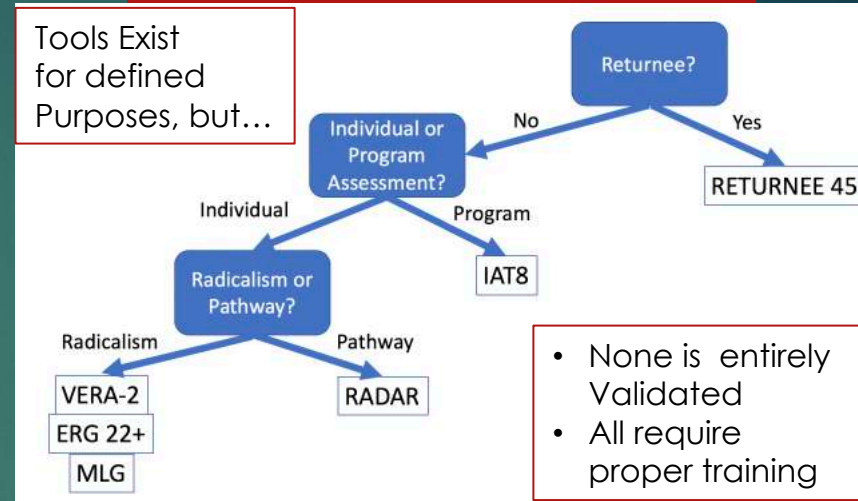 Tools Exist
for defined
Purposes, but…
Returnee?
No
Yes
Individual or
Program
Assessment?
RETURNEE 45
Individual
Program
IAT8
Radicalism or
Pathway?
Radicalism
Pathway
VERA-2
ERG 22+
MLG
RADAR
• None is entirely
Validated
• All require
proper training